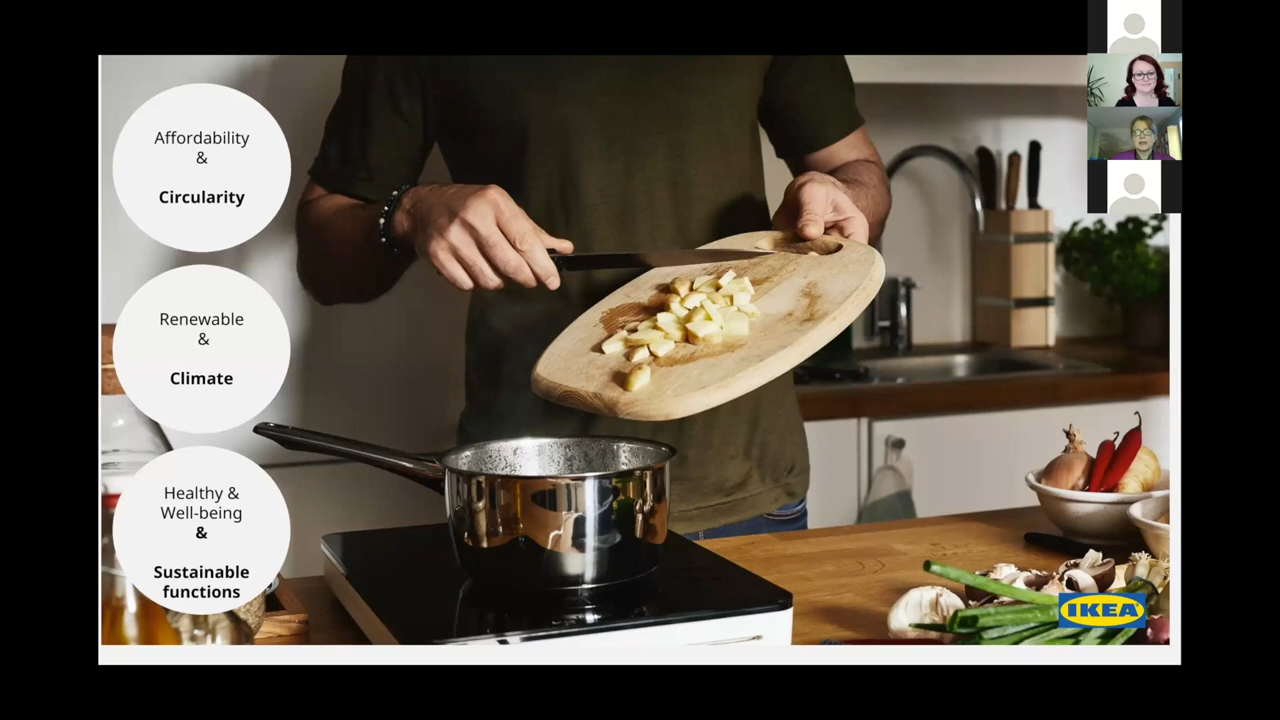 Affordability
&
Circularity
Renewable
&
Climate
Healthy &
Well-being
&
Sustainable
functions
IKEA